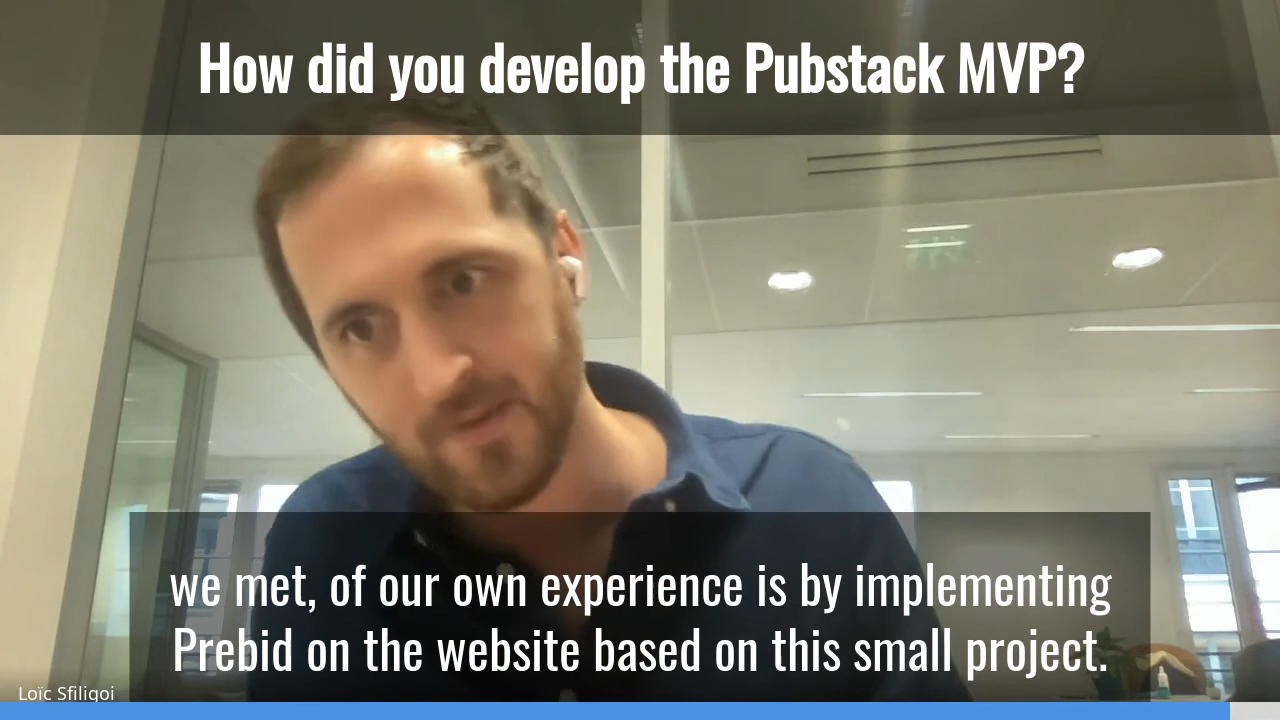 How did you develop the Pubstack MVP?
we met, of our own experience is by implementing
Prebid on the website based on this small project.
Loïc Sfiligoi